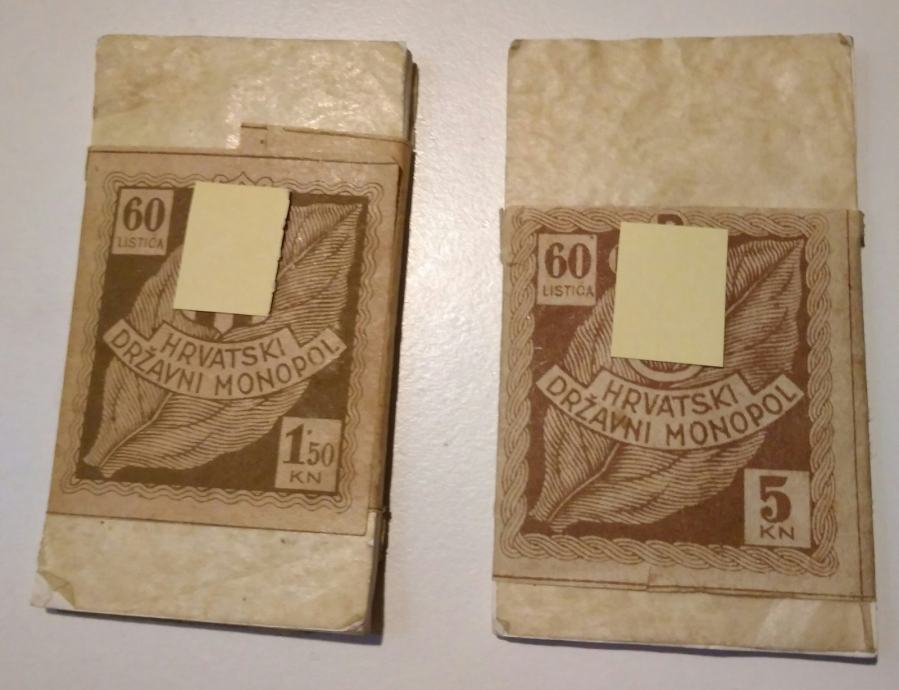 60
LISTIĆA
HRVATSKI
DRŽAVNI MONOPOL
1·50
KN
60
LISTIĆA
HRVATSKI
DRŽAVNI MONOPOL
5
KN